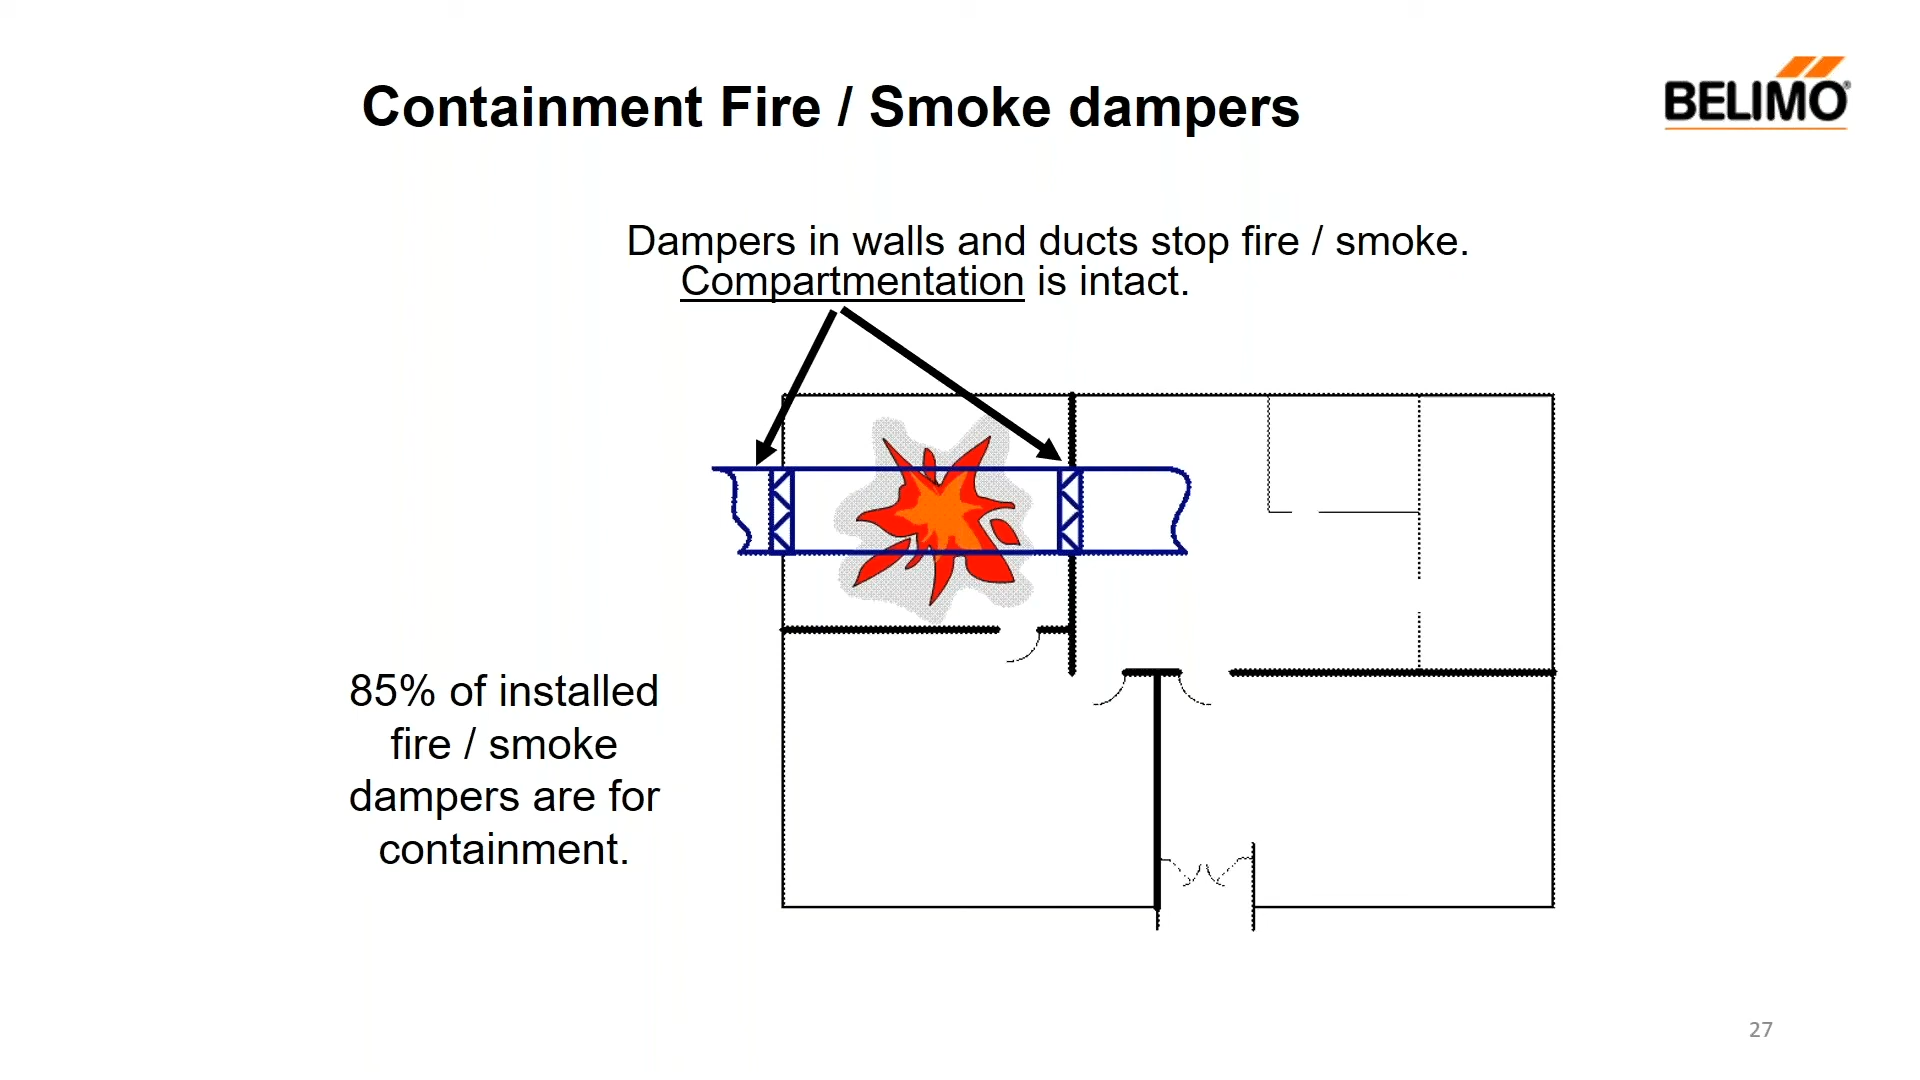 Containment Fire / Smoke dampers
BELIMO®
Dampers in walls and ducts stop fire / smoke.
Compartmentation is intact.
85% of installed
fire / smoke
dampers are for
containment.
27